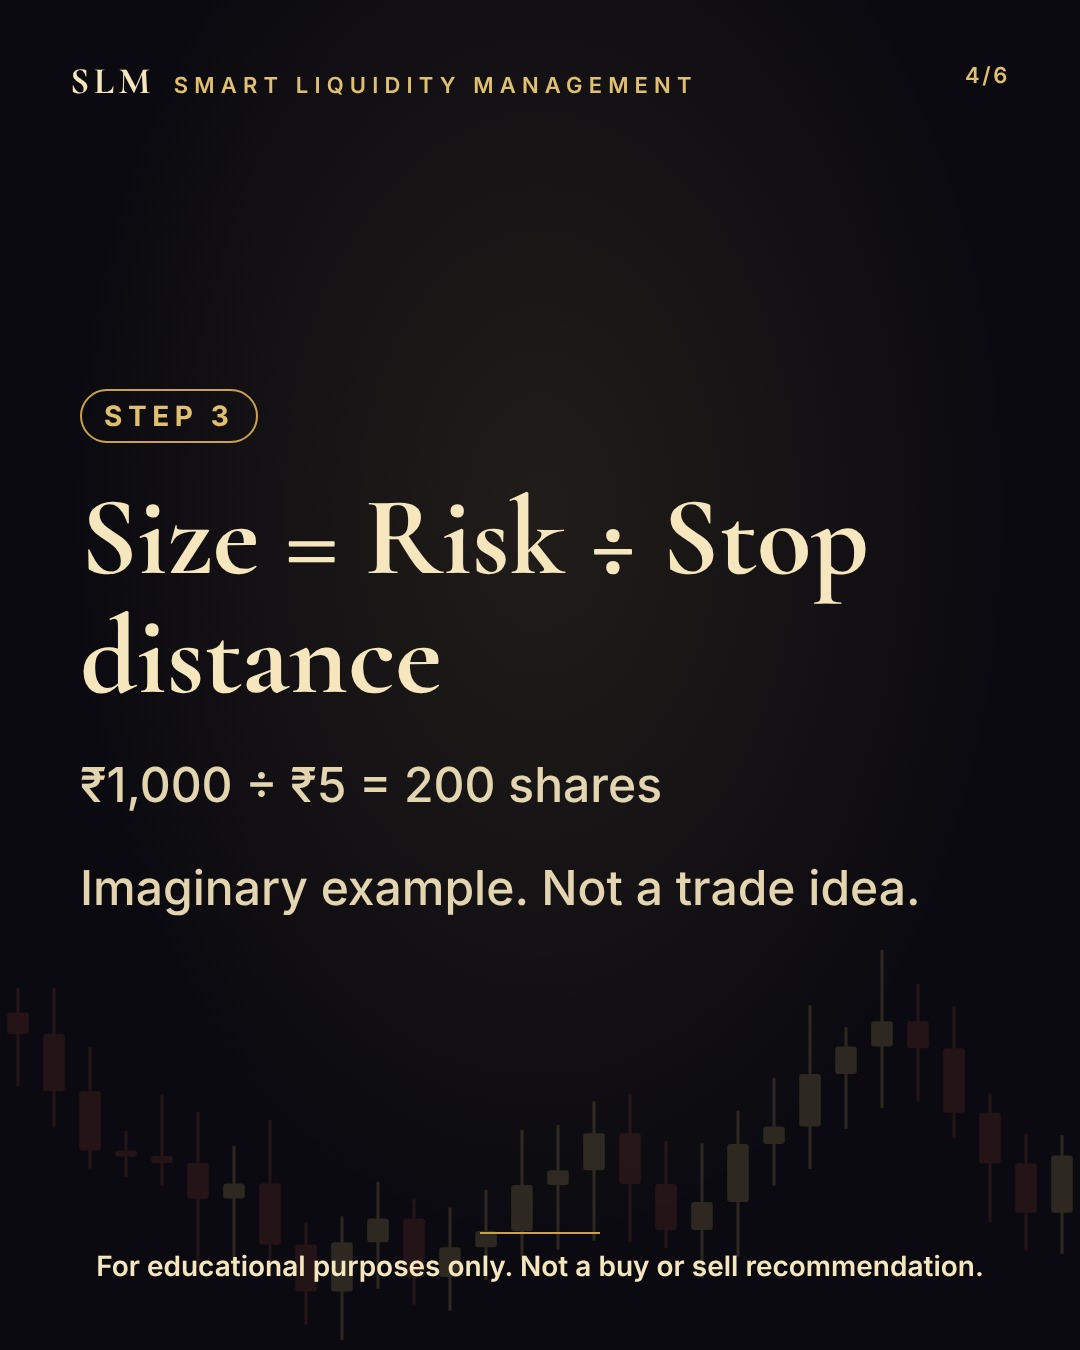 SLM SMART LIQUIDITY MANAGEMENT
4/6
STEP 3
Size = Risk ÷ Stop
distance
₹1,000 ÷ ₹5 = 200 shares
Imaginary example. Not a trade idea.
For educational purposes only. Not a buy or sell recommendation.